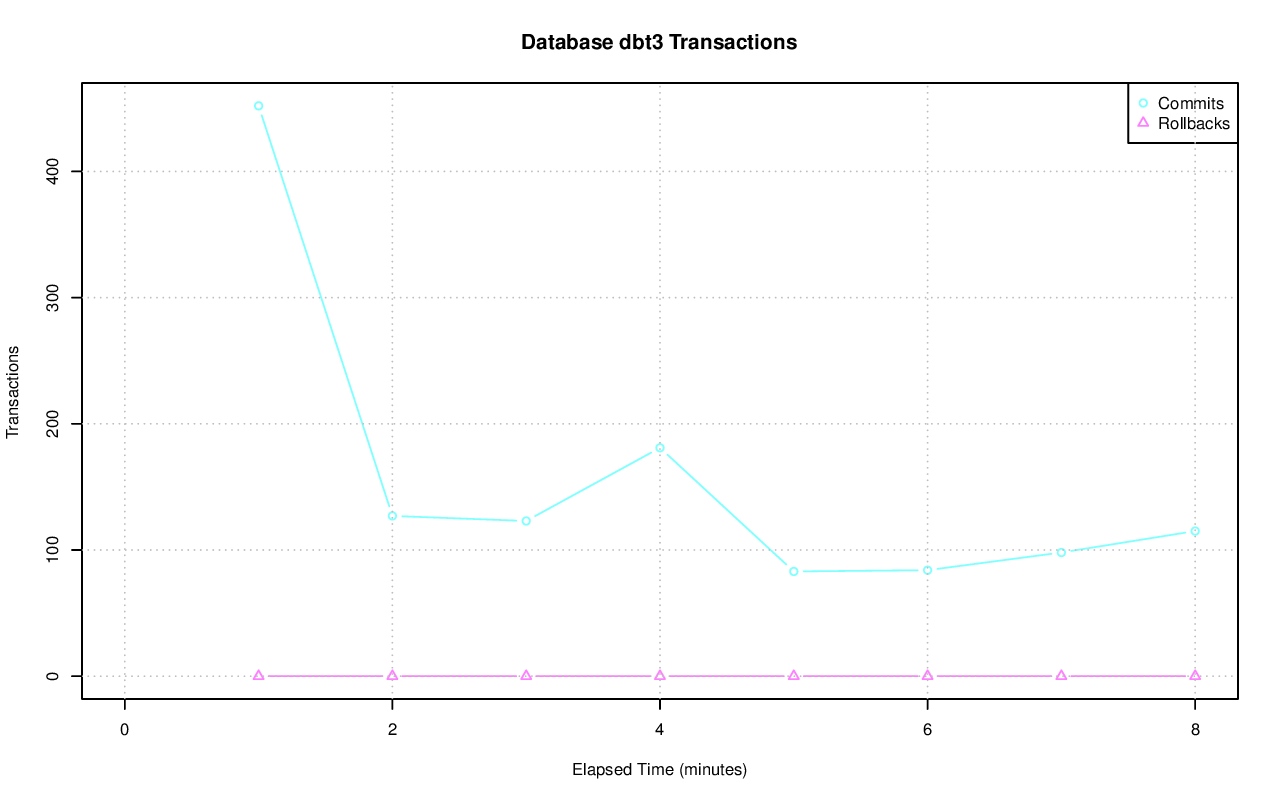 Database dbt3 Transactions
Commits
Rollbacks
Transactions
400
300
200
100
0
0 2 4 6 8
Elapsed Time (minutes)